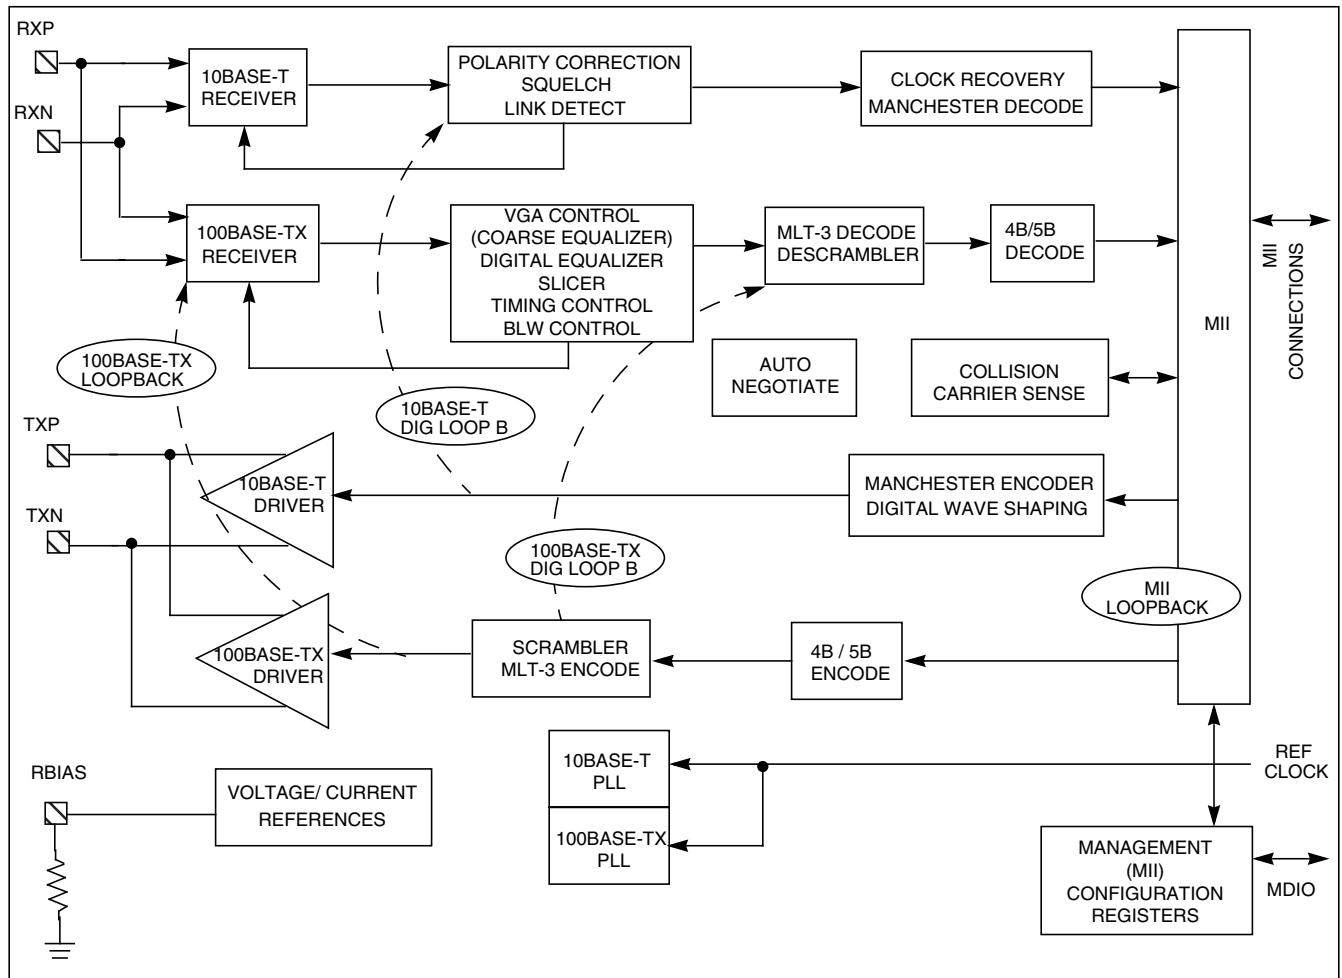 RXP
RXN
10BASE-T
RECEIVER
POLARITY CORRECTION
SQUELCH
LINK DETECT
CLOCK RECOVERY
MANCHESTER DECODE
100BASE-TX
RECEIVER
VGA CONTROL
(COARSE EQUALIZER)
DIGITAL EQUALIZER
SLICER
TIMING CONTROL
BLW CONTROL
MLT-3 DECODE
DESCRAMBLER
4B/5B
DECODE
MII
MII
CONNECTIONS
100BASE-TX
LOOPBACK
10BASE-T
DIG LOOP B
AUTO
NEGOTIATE
COLLISION
CARRIER SENSE
TXP
TXN
10BASE-T
DRIVER
MANCHESTER ENCODER
DIGITAL WAVE SHAPING
100BASE-TX
DIG LOOP B
MII
LOOPBACK
100BASE-TX
DRIVER
SCRAMBLER
MLT-3 ENCODE
4B / 5B
ENCODE
RBIAS
VOLTAGE/ CURRENT
REFERENCES
10BASE-T
PLL
100BASE-TX
PLL
REF
CLOCK
MANAGEMENT
(MII)
CONFIGURATION
REGISTERS
MDIO